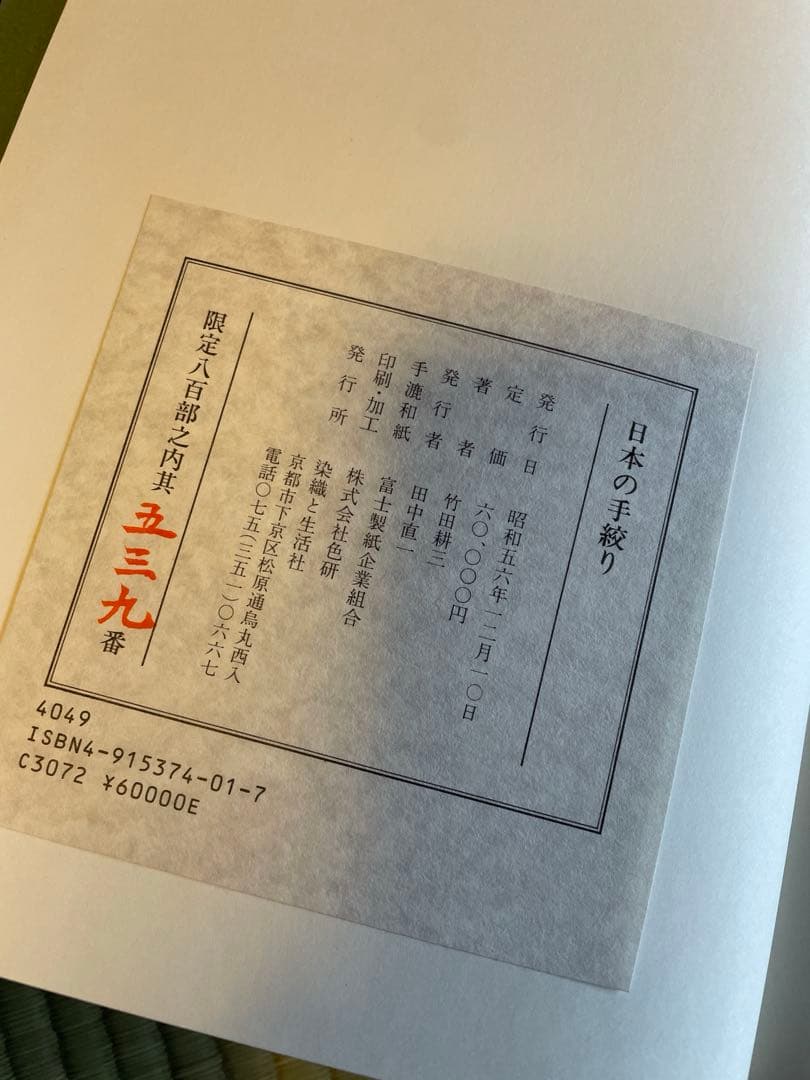 日本の手絞り
発行日 昭和五六年一二月一〇日
定価 六〇、〇〇〇円
著者 竹田耕三
発行者 田中直一
手漉和紙 富士製紙企業組合
印刷・加工 株式会社色研
発行所 染織と生活社
京都市下京区松原通烏丸西入
電話〇七五(三五一)〇六六七
限定八百部之内其五三九番
4049
ISBN4-915374-01-7
C3072 ¥60000E